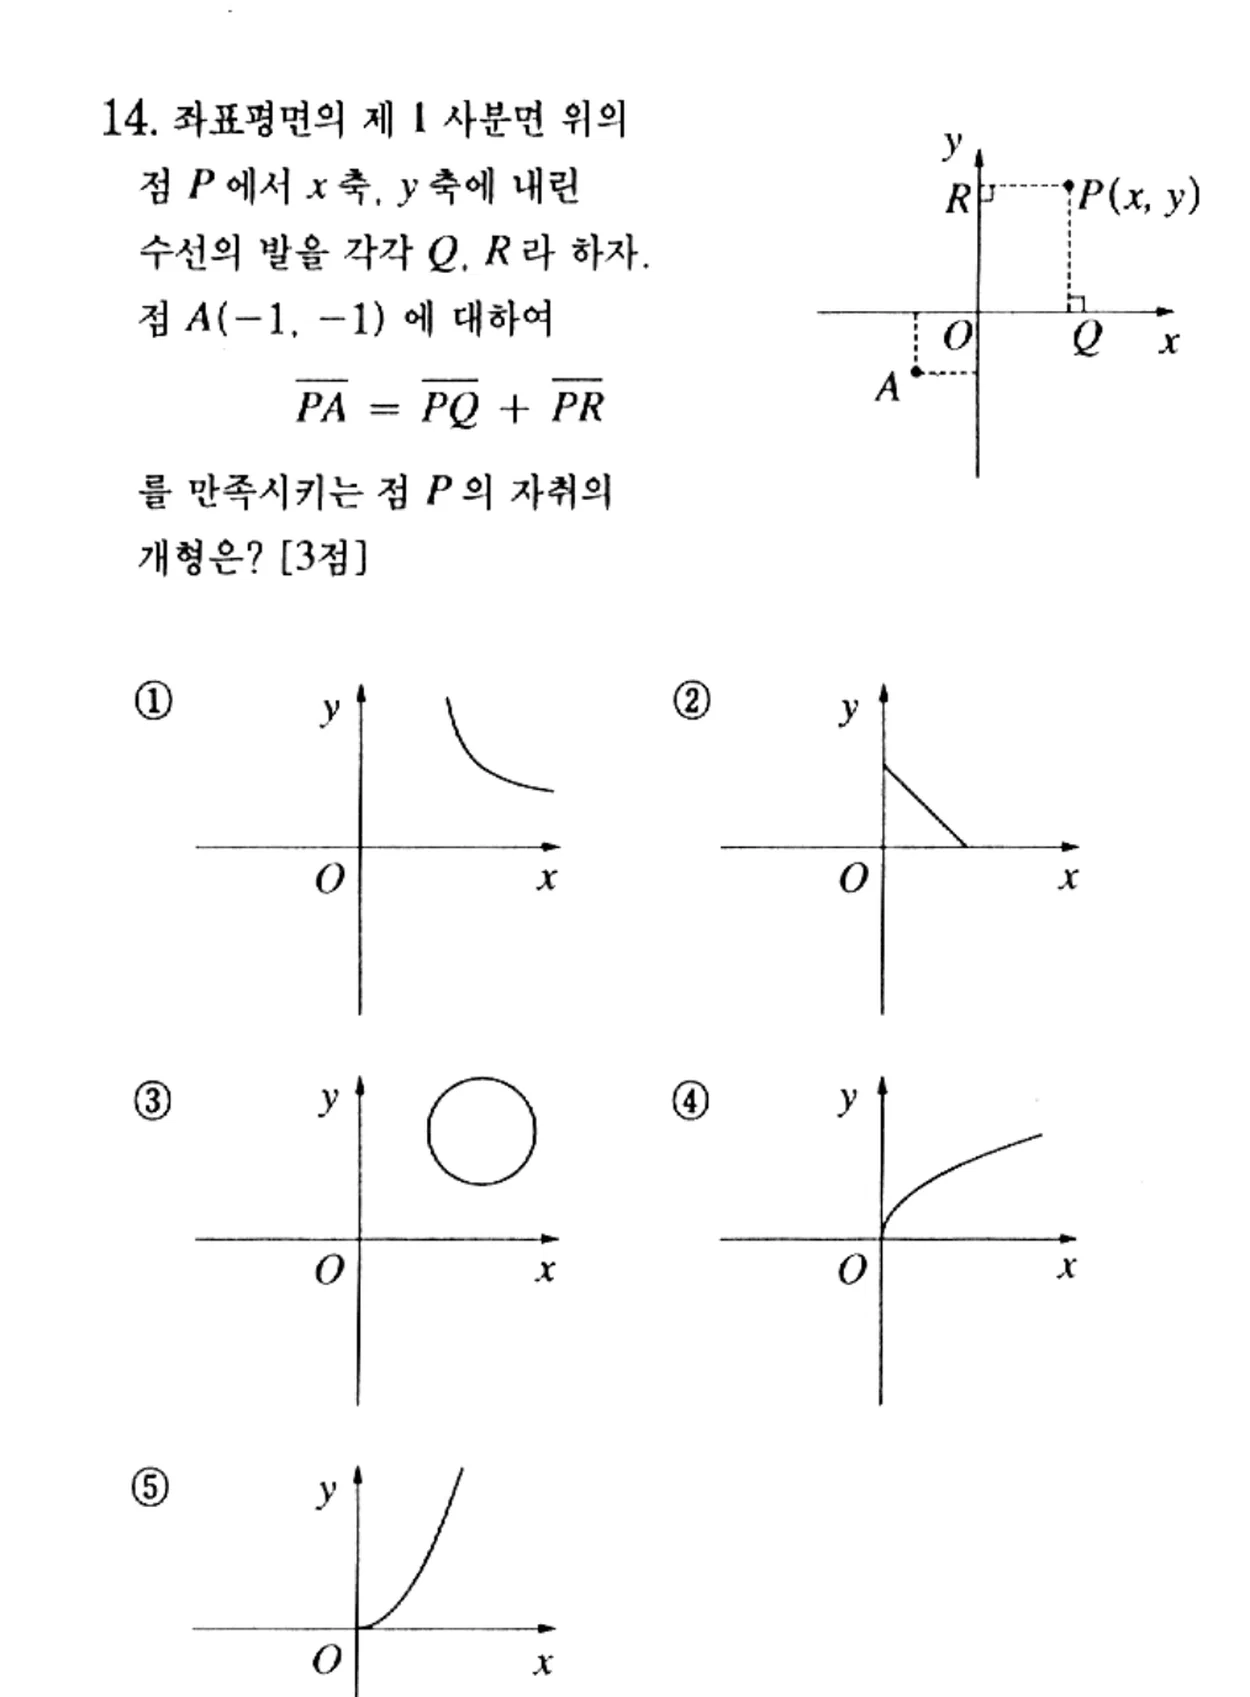 14. 좌표평면의 제 1 사분면 위의
점 P 에서 x 축, y 축에 내린
수선의 발을 각각 Q, R 라 하자.
점 A(-1, -1) 에 대하여
PA = PQ + PR
를 만족시키는 점 P 의 자취의
개형은? [3점]
y
R
P(x, y)
O
Q
x
A
①
y
O
x
②
y
O
x
③
y
O
x
④
y
O
x
⑤
y
O
x